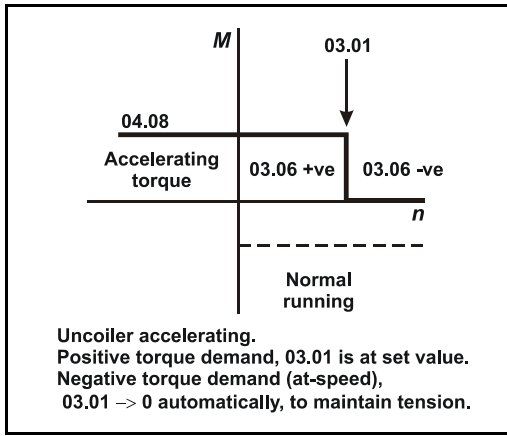 M
03.01
04.08
Accelerating
torque
03.06 +ve
03.06 -ve
n
Normal
running
Uncoiler accelerating.
Positive torque demand, 03.01 is at set value.
Negative torque demand (at-speed),
03.01 –> 0 automatically, to maintain tension.